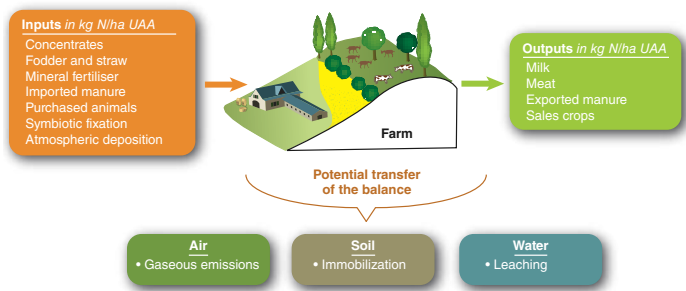 Inputs in kg N/ha UAA
Concentrates
Fodder and straw
Mineral fertiliser
Imported manure
Purchased animals
Symbiotic fixation
Atmospheric deposition
Outputs in kg N/ha UAA
Milk
Meat
Exported manure
Sales crops
Farm
Potential transfer
of the balance
Air
• Gaseous emissions
Soil
• Immobilization
Water
• Leaching